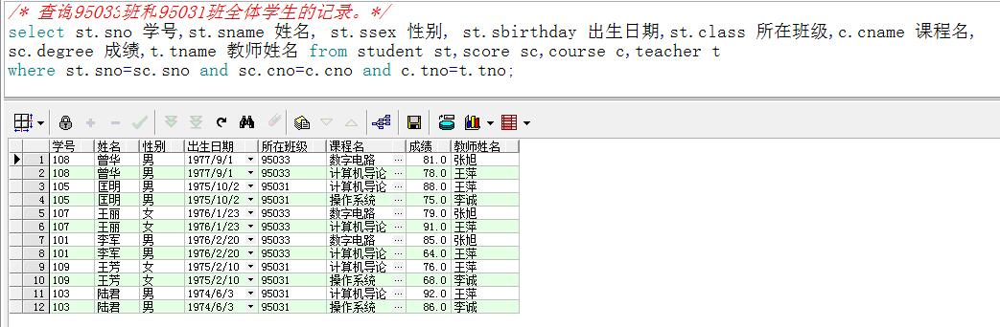 /* 查询95033班和95031班全体学生的记录。*/
select st.sno 学号,st.sname 姓名, st.ssex 性别, st.sbirthday 出生日期,st.class 所在班级,c.cname 课程名,
sc.degree 成绩,t.tname 教师姓名 from student st,score sc,course c,teacher t
where st.sno=sc.sno and sc.cno=c.cno and c.tno=t.tno;
学号 姓名 性别 出生日期 所在班级 课程名 成绩 教师姓名
1 108 曾华 男 1977/9/1 95033 数字电路 ... 81.0 张旭
2 108 曾华 男 1977/9/1 95033 计算机导论 ... 78.0 王萍
3 105 匡明 男 1975/10/2 95031 计算机导论 ... 88.0 王萍
4 105 匡明 男 1975/10/2 95031 操作系统 ... 75.0 李诚
5 107 王丽 女 1976/1/23 95033 数字电路 ... 79.0 张旭
6 107 王丽 女 1976/1/23 95033 计算机导论 ... 91.0 王萍
7 101 李军 男 1976/2/20 95033 数字电路 ... 85.0 张旭
8 101 李军 男 1976/2/20 95033 计算机导论 ... 64.0 王萍
9 109 王芳 女 1975/2/10 95031 计算机导论 ... 76.0 王萍
10 109 王芳 女 1975/2/10 95031 操作系统 ... 68.0 李诚
11 103 陆君 男 1974/6/3 95031 计算机导论 ... 92.0 王萍
12 103 陆君 男 1974/6/3 95031 操作系统 ... 86.0 李诚